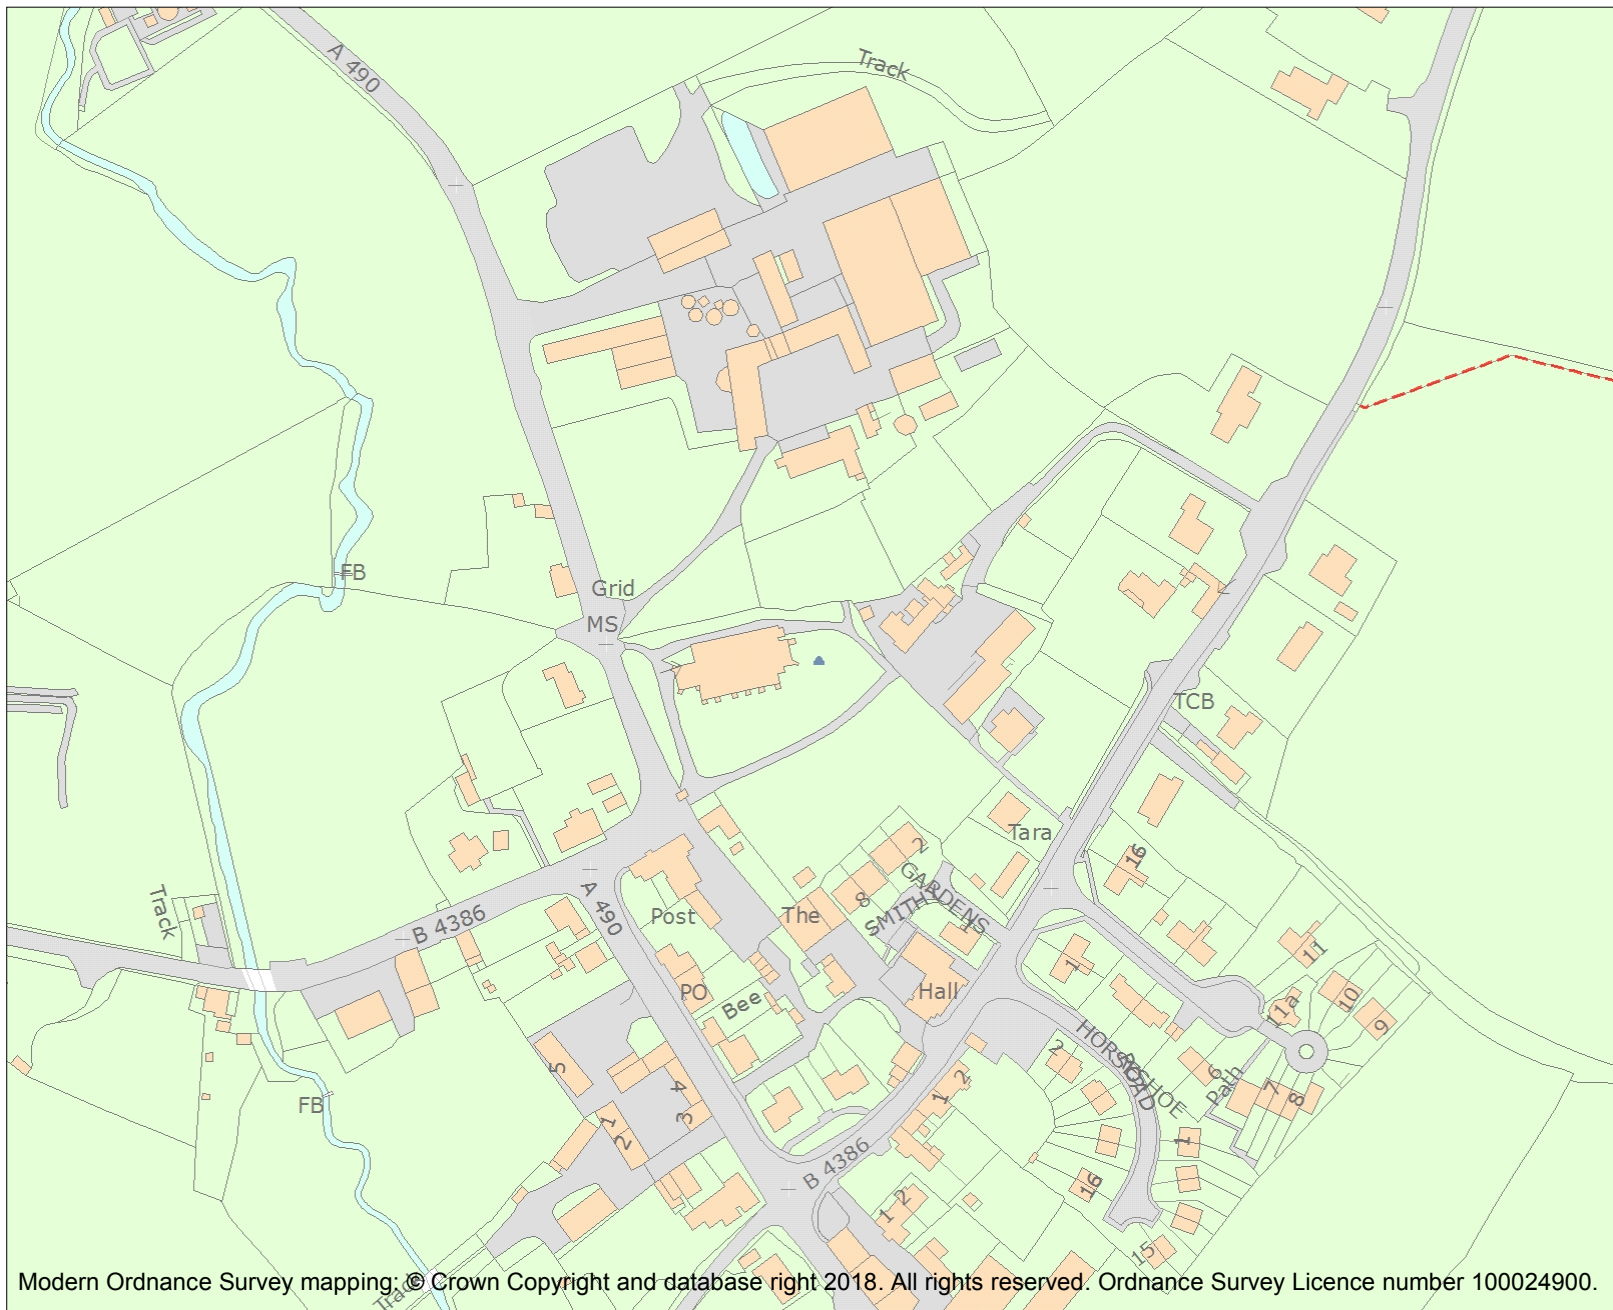 A 490
Track
FB
Grid
MS
TCB
Tara
16
2
GARDENS
SMITHY
8
1
Track
B 4386
A 490
Post
The
PO
Bee
Hall
1
11
11a
10
9
HORSESHOE
ROAD
2
6
Path
7
8
5
4
3
1
2
FB
2
1
1
16
B 4386
2
1
15
Track
Modern Ordnance Survey mapping: © Crown Copyright and database right 2018. All rights reserved. Ordnance Survey Licence number 100024900.